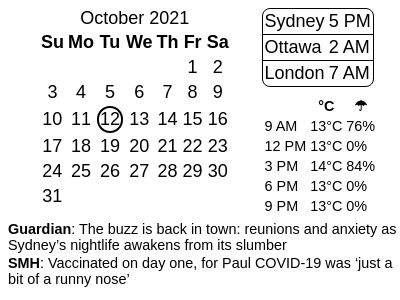 October 2021
Su Mo Tu We Th Fr Sa
1 2
3 4 5 6 7 8 9
10 11 12 13 14 15 16
17 18 19 20 21 22 23
24 25 26 27 28 29 30
31
Sydney 5 PM
Ottawa 2 AM
London 7 AM
°C ☂
9 AM 13°C 76%
12 PM 13°C 0%
3 PM 14°C 84%
6 PM 13°C 0%
9 PM 13°C 0%
Guardian: The buzz is back in town: reunions and anxiety as
Sydney’s nightlife awakens from its slumber
SMH: Vaccinated on day one, for Paul COVID-19 was ‘just a
bit of a runny nose’